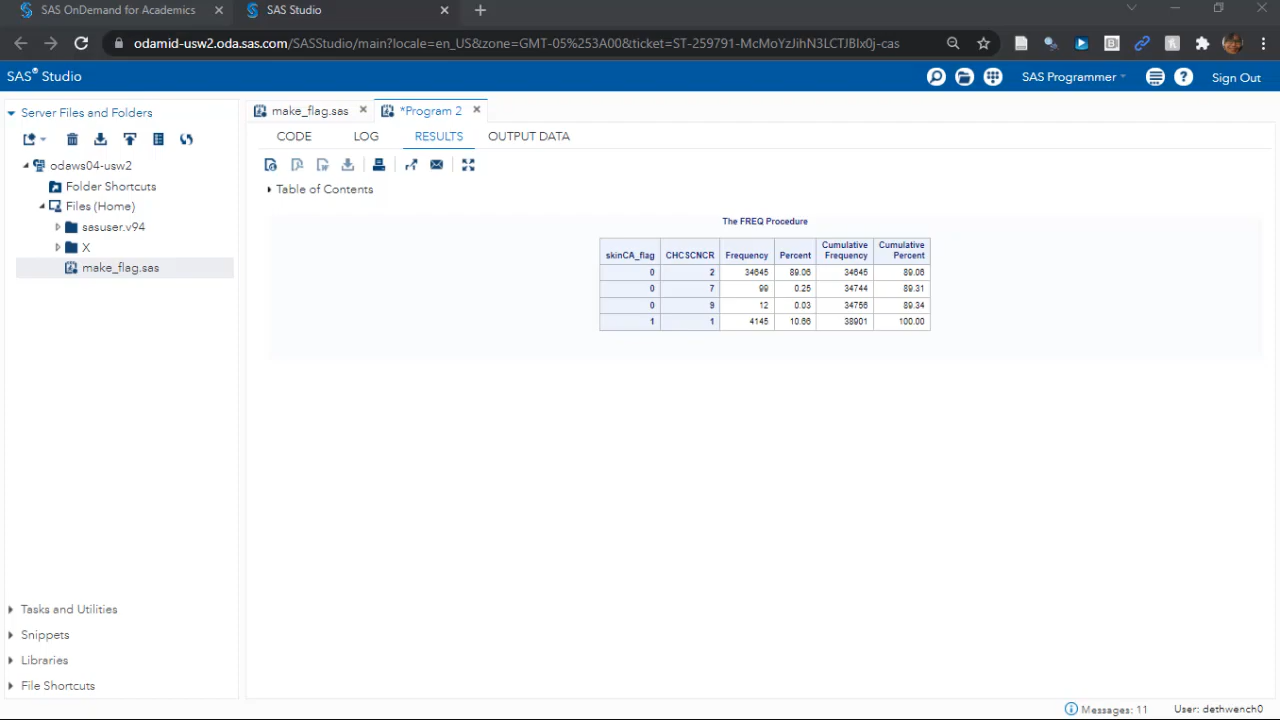 SAS OnDemand for Academics
SAS Studio
odamid-usw2.oda.sas.com/SASStudio/main?locale=en_US&zone=GMT-05%253A00&ticket=ST-259791-McMoYzJihN3LCTJBIx0j-cas
SAS® Studio
SAS Programmer
Sign Out
Server Files and Folders
odaws04-usw2
Folder Shortcuts
Files (Home)
sasuser.v94
X
make_flag.sas
Tasks and Utilities
Snippets
Libraries
File Shortcuts
make_flag.sas
*Program 2
CODE LOG RESULTS OUTPUT DATA
Table of Contents
The FREQ Procedure
skinCA_flag CHCSCNCR Frequency Percent Cumulative Frequency Cumulative Percent
0 2 34645 89.06 34645 89.06
0 7 99 0.25 34744 89.31
0 9 12 0.03 34756 89.34
1 1 4145 10.66 38901 100.00
Messages: 11
User: dethwench0